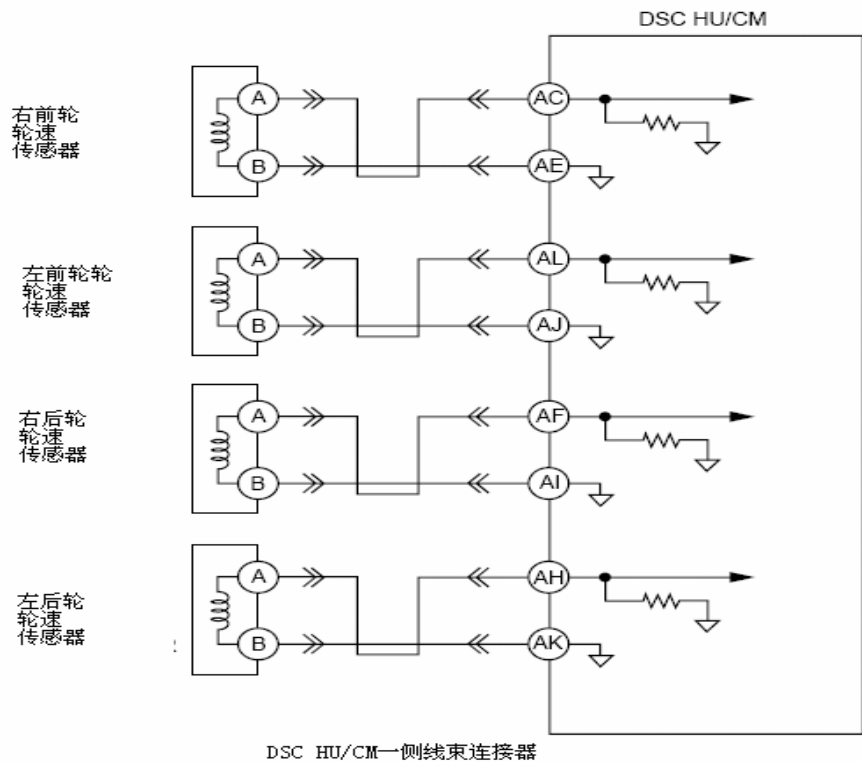 DSC HU/CM
右前轮
轮速
传感器
A
B
AC
AE
左前轮轮
轮速
传感器
A
B
AL
AJ
右后轮
轮速
传感器
A
B
AF
AI
左后轮
轮速
传感器
A
B
AH
AK
DSC HU/CM一侧线束连接器